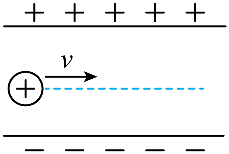 + + + + +
v
+
− − − − −